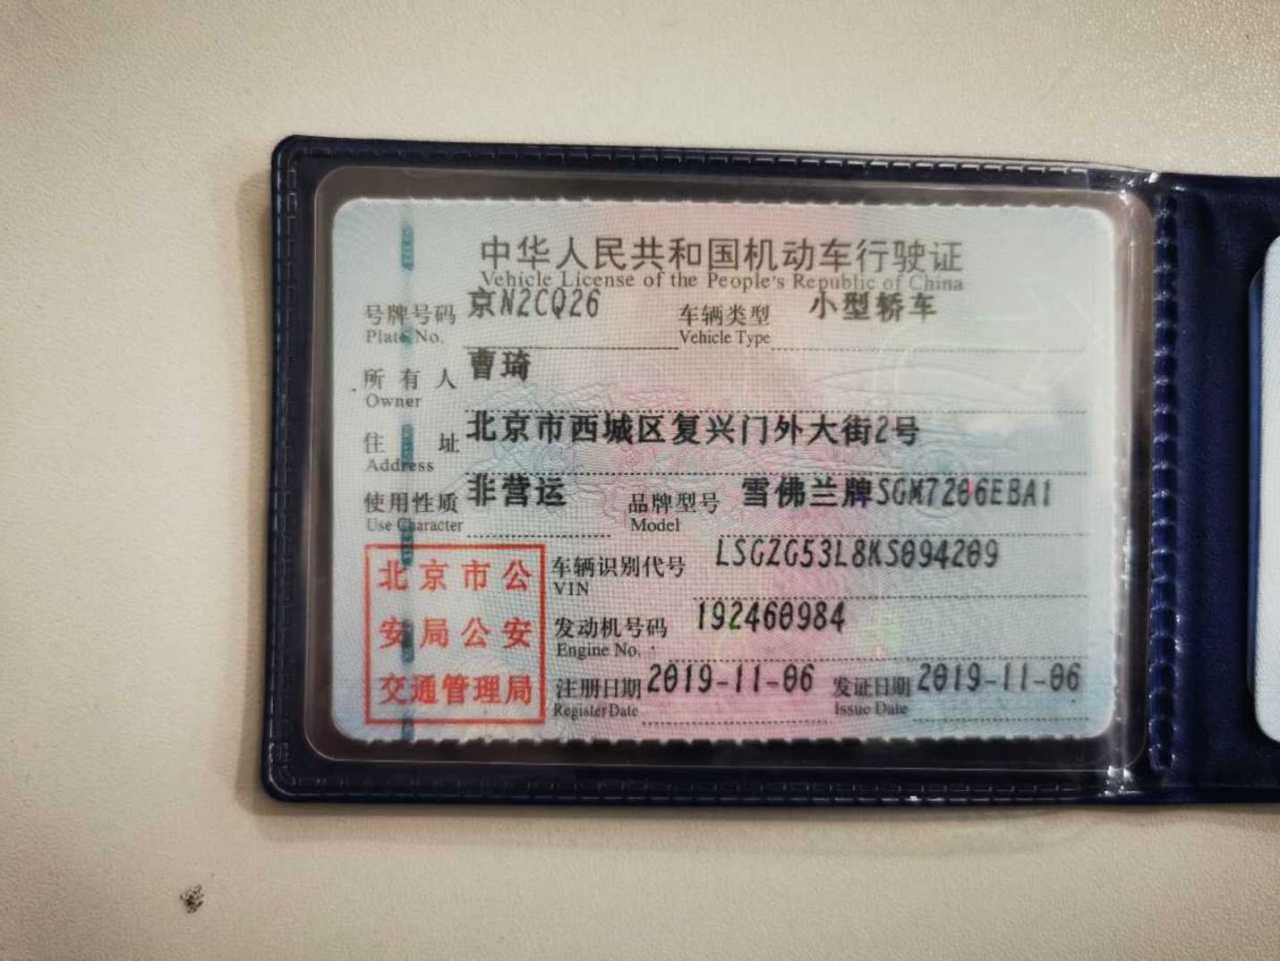 中华人民共和国机动车行驶证
Vehicle License of the People's Republic of China
号牌号码 京N2CQ26 车辆类型 小型轿车
Plate No. Vehicle Type
所有人 曹琦
Owner
住址 北京市西城区复兴门外大街2号
Address
使用性质 非营运 品牌型号 雪佛兰牌SGM7206EBA1
Use Character Model
北京市公
安局公安
交通管理局
车辆识别代号 LSGZG53L8KS094209
VIN
发动机号码 192460984
Engine No.
注册日期 2019-11-06 发证日期 2019-11-06
Register Date Issue Date